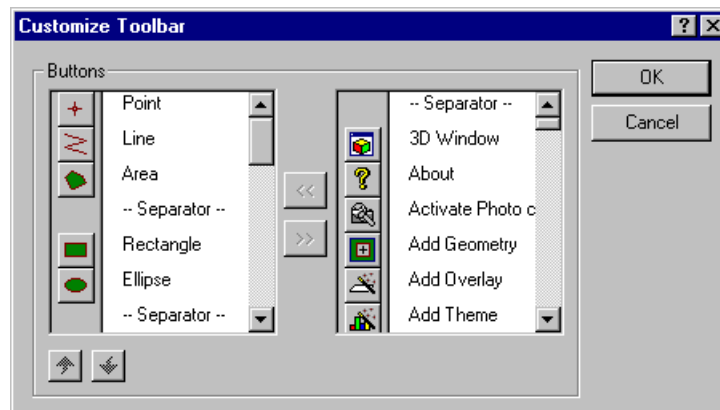 Customize Toolbar
Buttons
Point
Line
Area
-- Separator --
Rectangle
Ellipse
-- Separator --
<<
>>
-- Separator --
3D Window
About
Activate Photo c
Add Geometry
Add Overlay
Add Theme
OK
Cancel